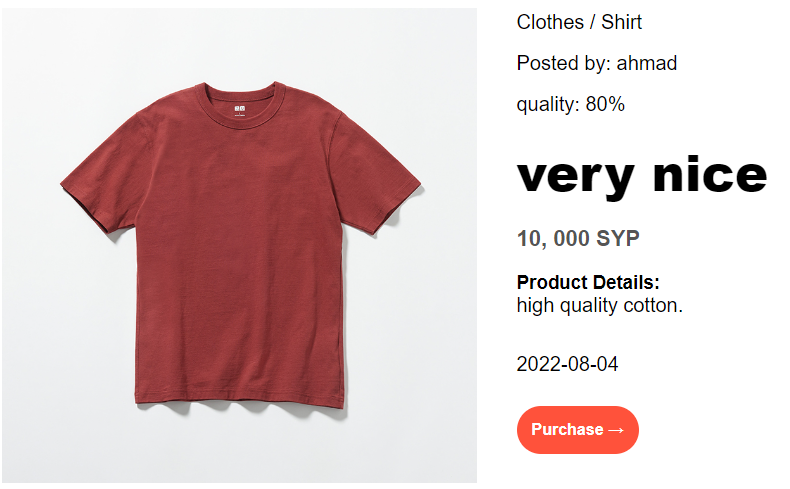 Clothes / Shirt
Posted by: ahmad
quality: 80%
very nice
10, 000 SYP
Product Details:
high quality cotton.
2022-08-04
Purchase →